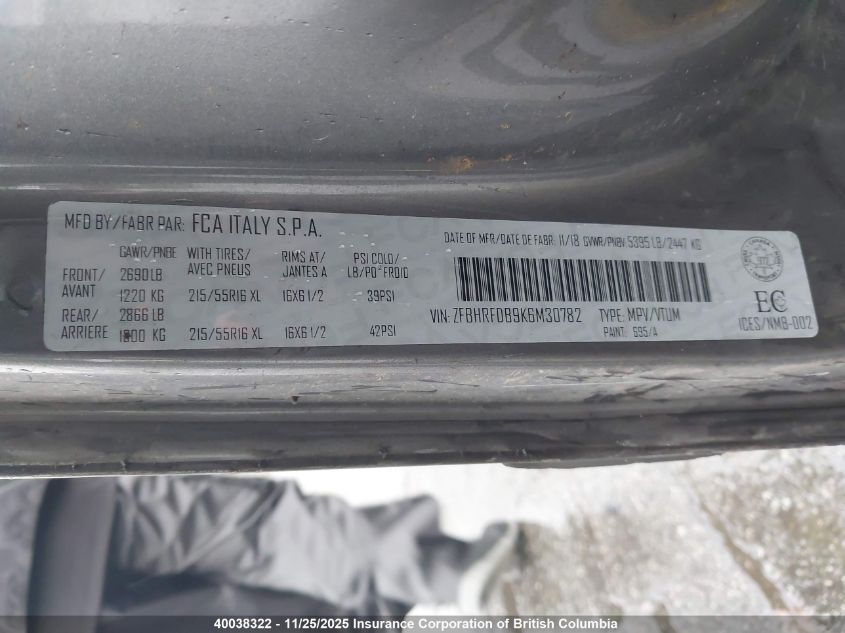 MFD BY/FABR PAR: FCA ITALY S.P.A.
DATE OF MFR/DATE DE FABR: 11/18 GVWR/PNBV 5395 LB/2447 KG
GAWR/PNBE WITH TIRES/ RIMS AT/ PSI COLD/
AVEC PNEUS JANTES A LB/PO² FROID
FRONT/ 2690 LB
AVANT 1220 KG 215/55R16 XL 16X6 1/2 39PSI
REAR/ 2866 LB
ARRIERE 1300 KG 215/55R16 XL 16X6 1/2 42PSI
VIN: ZFBHRFDB9K6M30782 TYPE: MPV/VTUM
PAINT: 695/A
EC
ICES/NMB-002
40038322 - 11/25/2025 Insurance Corporation of British Columbia